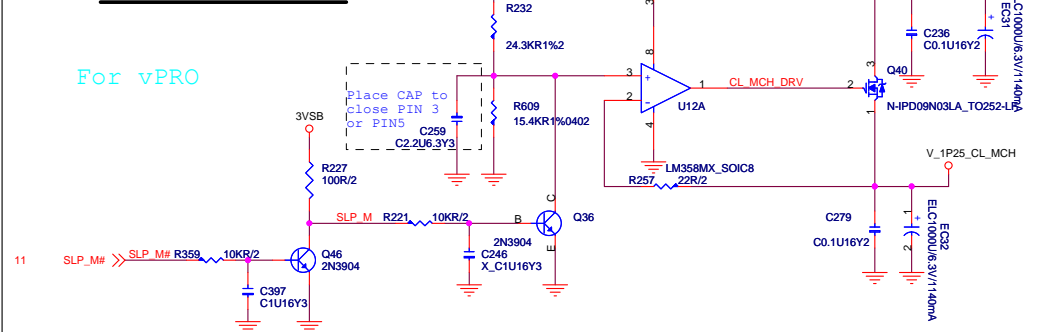 R232
24.3KR1%2
C236
C0.1U16Y2
EC31
ELC1000U/6.3V/1140mA
For vPRO
Place CAP to
close PIN 3
or PIN5
C259
C2.2U6.3Y3
R609
15.4KR1%0402
3
2
+
-
8
4
1
U12A
LM358MX_SOIC8
CL_MCH_DRV
3
2
1
Q40
N-IPD09N03LA_TO252-LF
3VSB
R227
100R/2
R257
22R/2
V_1P25_CL_MCH
SLP_M
R221
10KR/2
B
C
E
Q36
2N3904
C246
X_C1U16Y3
C279
C0.1U16Y2
1
+
2
EC32
ELC1000U/6.3V/1140mA
11
SLP_M#
SLP_M#
R359
10KR/2
Q46
2N3904
C397
C1U16Y3